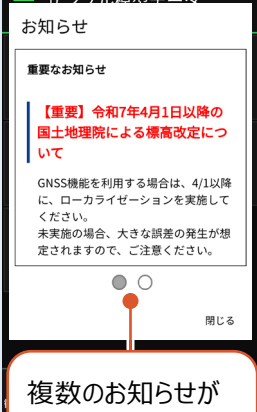 お知らせ
重要なお知らせ
【重要】令和7年4月1日以降の
国土地理院による標高改定につ
いて
GNSS機能を利用する場合は、4/1以降
に、ローカライゼーションを実施して
ください。
未実施の場合、大きな誤差の発生が想
定されますので、ご注意ください。
閉じる
複数のお知らせが